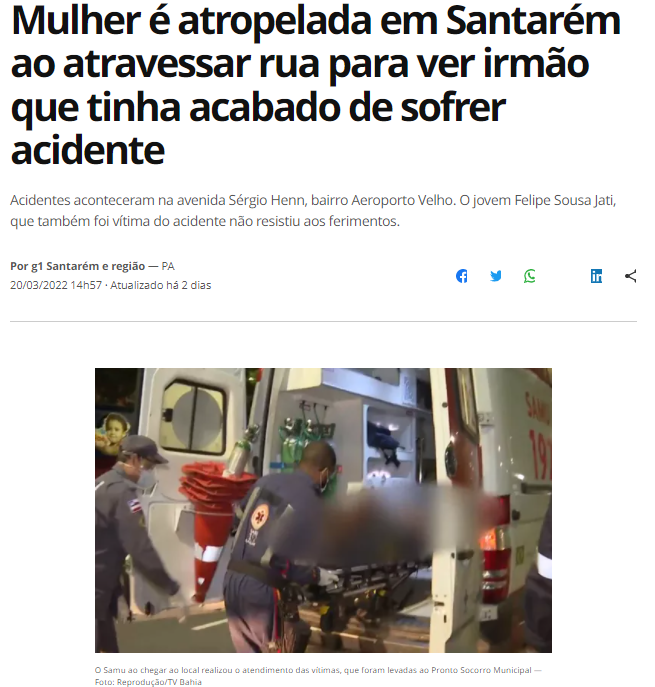 Mulher é atropelada em Santarém
ao atravessar rua para ver irmão
que tinha acabado de sofrer
acidente
Acidentes aconteceram na avenida Sérgio Henn, bairro Aeroporto Velho. O jovem Felipe Sousa Jati,
que também foi vítima do acidente não resistiu aos ferimentos.
Por g1 Santarém e região — PA
20/03/2022 14h57 · Atualizado há 2 dias
SAMU
192
O Samu ao chegar ao local realizou o atendimento das vítimas, que foram levadas ao Pronto Socorro Municipal —
Foto: Reprodução/TV Bahia